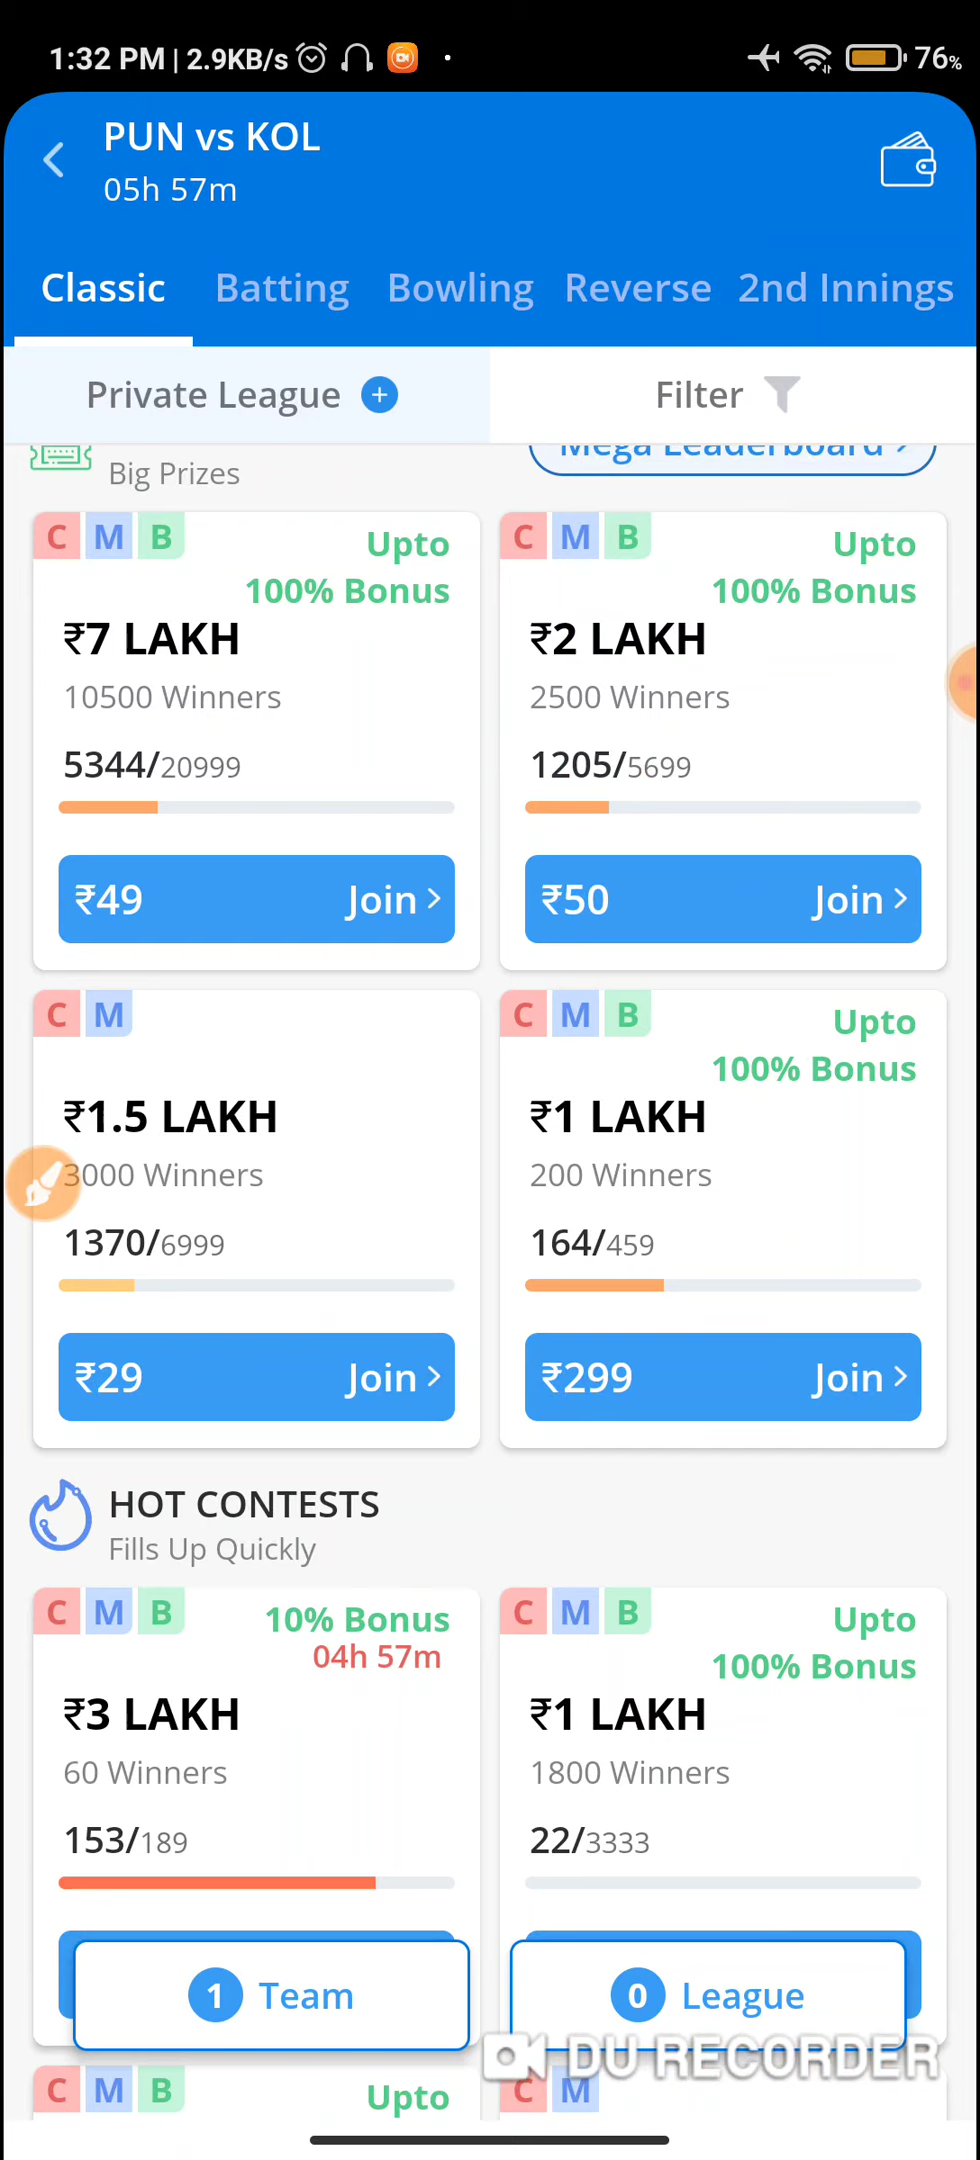 1:32 PM | 2.9KB/s
76%
PUN vs KOL
05h 57m
Classic Batting Bowling Reverse 2nd Innings
Private League +
Filter
Mega Leaderboard >
Big Prizes
C M B
Upto
100% Bonus
₹7 LAKH
10500 Winners
5344/20999
₹49 Join >
C M B
Upto
100% Bonus
₹2 LAKH
2500 Winners
1205/5699
₹50 Join >
C M
₹1.5 LAKH
3000 Winners
1370/6999
₹29 Join >
C M B
Upto
100% Bonus
₹1 LAKH
200 Winners
164/459
₹299 Join >
HOT CONTESTS
Fills Up Quickly
C M B
10% Bonus
04h 57m
₹3 LAKH
60 Winners
153/189
C M B
Upto
100% Bonus
₹1 LAKH
1800 Winners
22/3333
1 Team
0 League
DU RECORDER
C M B
Upto
C M